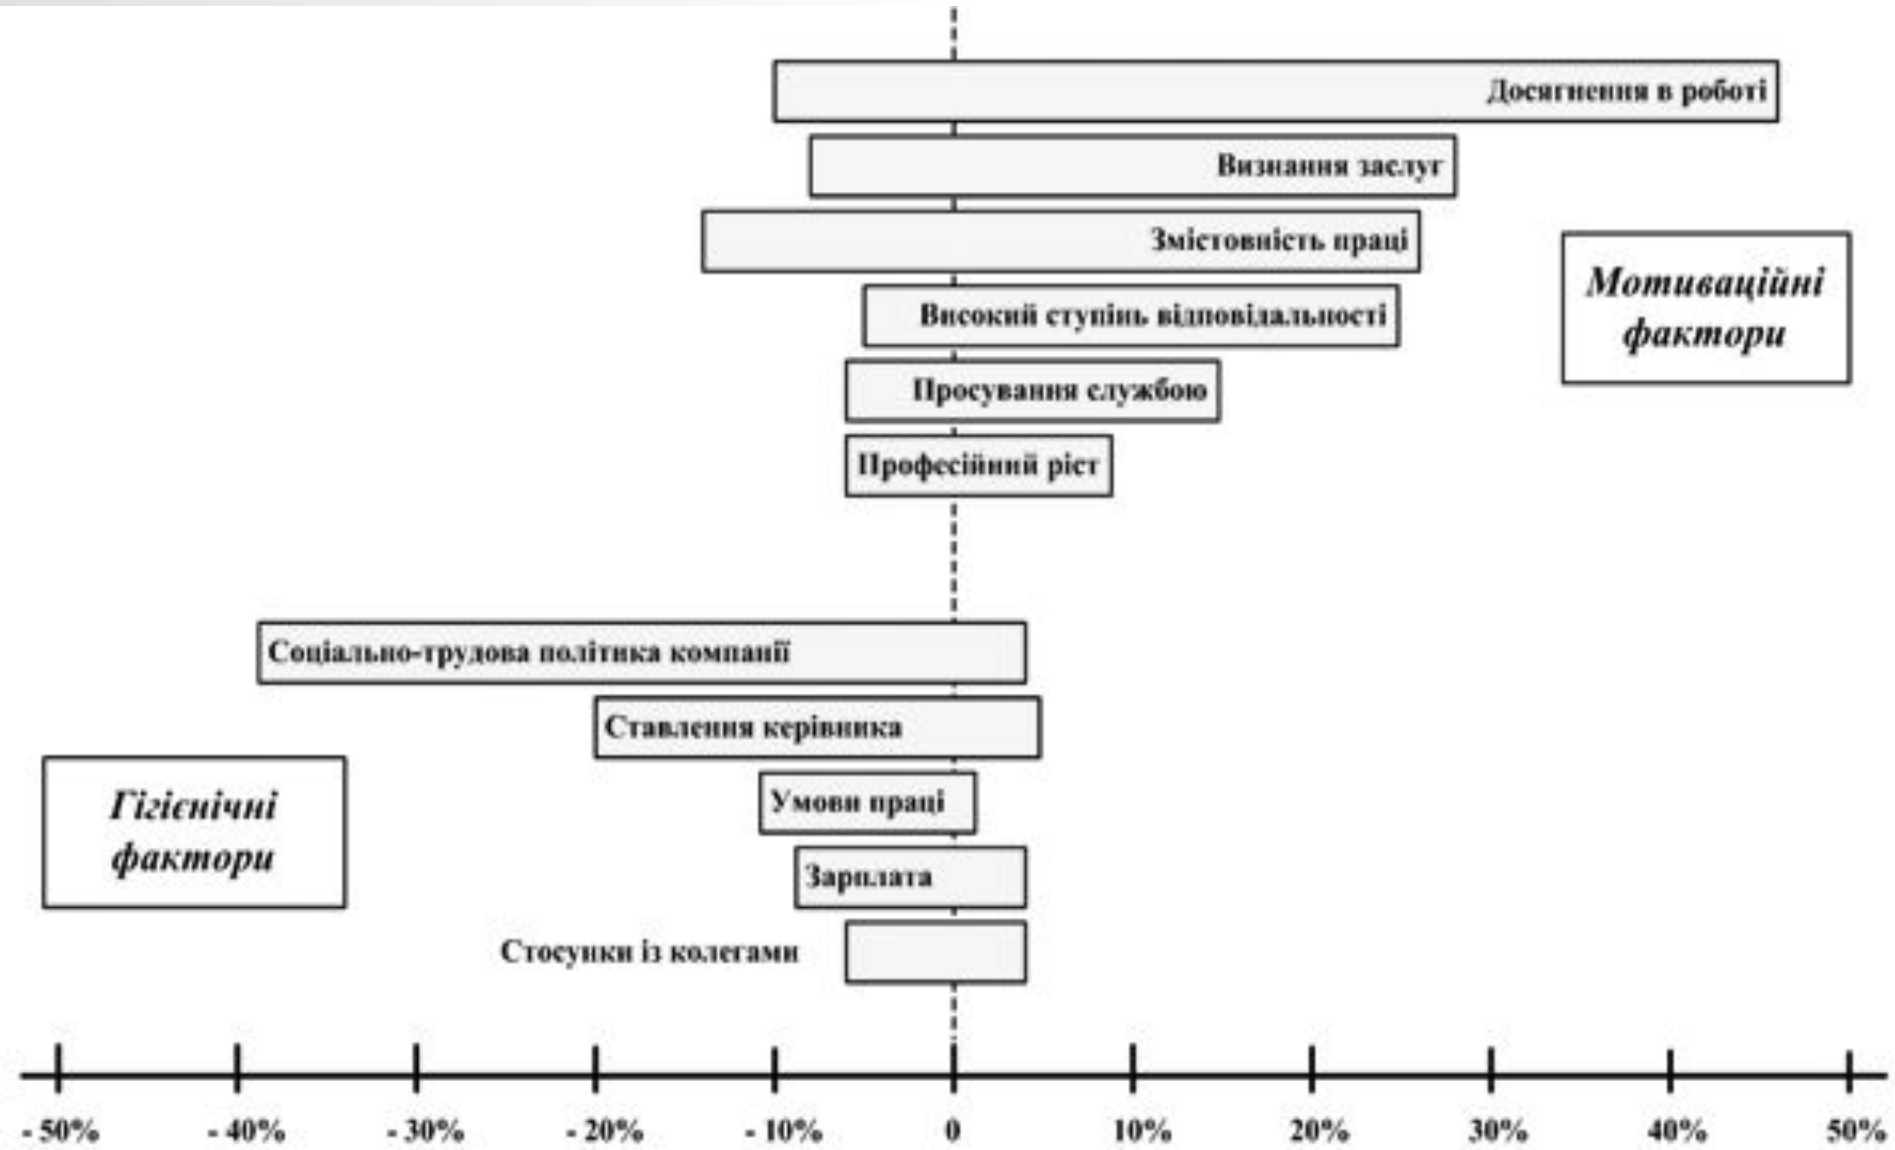 Досягнення в роботі
Визнання заслуг
Змістовність праці
Високий ступінь відповідальності
Просування службою
Професійний ріст
Мотиваційні
фактори
Соціально-трудова політика компанії
Ставлення керівника
Умови праці
Зарплата
Стосунки із колегами
Гігієнічні
фактори
- 50% - 40% - 30% - 20% - 10% 0 10% 20% 30% 40% 50%